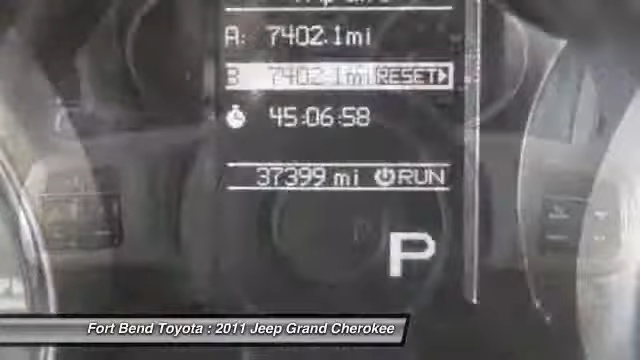 A: 7402.1mi
B 7402.1mi RESET
45:06:58
37399 mi RUN
P
Fort Bend Toyota : 2011 Jeep Grand Cherokee